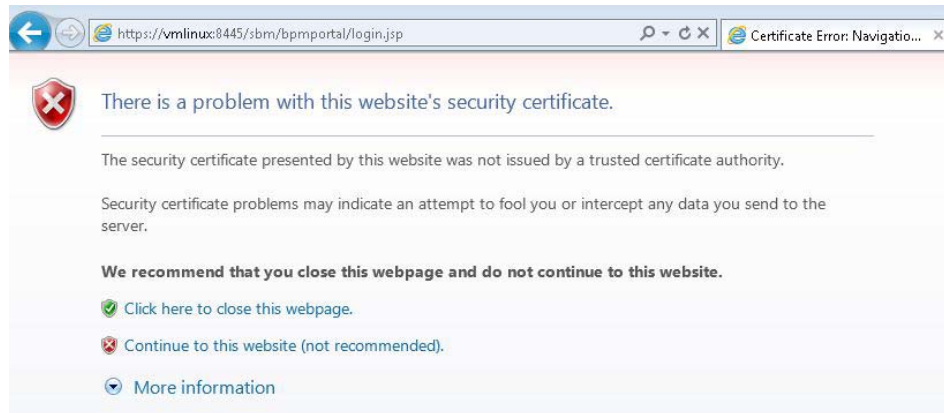 https://vmlinux:8445/sbm/bpmportal/login.jsp
Certificate Error: Navigatio...
There is a problem with this website's security certificate.
The security certificate presented by this website was not issued by a trusted certificate authority.
Security certificate problems may indicate an attempt to fool you or intercept any data you send to the
server.
We recommend that you close this webpage and do not continue to this website.
Click here to close this webpage.
Continue to this website (not recommended).
More information